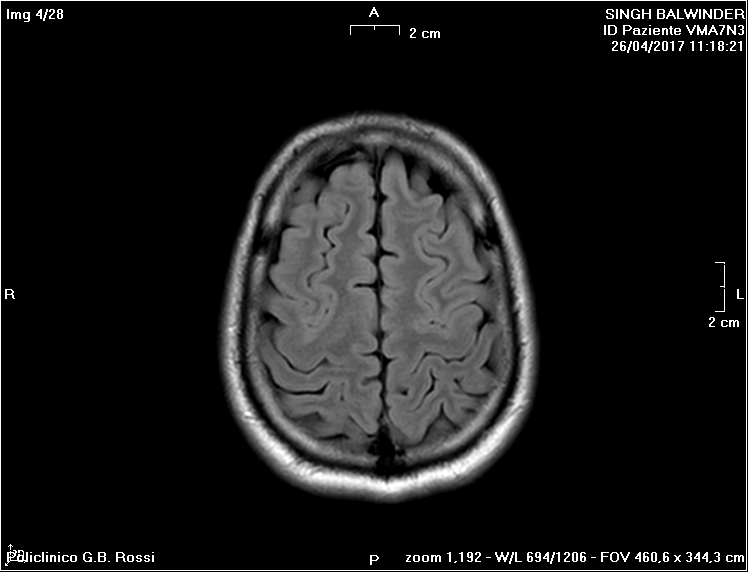 Img 4/28
A
SINGH BALWINDER
ID Paziente VMA7N3
26/04/2017 11:18:21
2 cm
R
L
2 cm
Policlinico G.B. Rossi
P
zoom 1,192 - W/L 694/1206 - FOV 460,6 x 344,3 cm